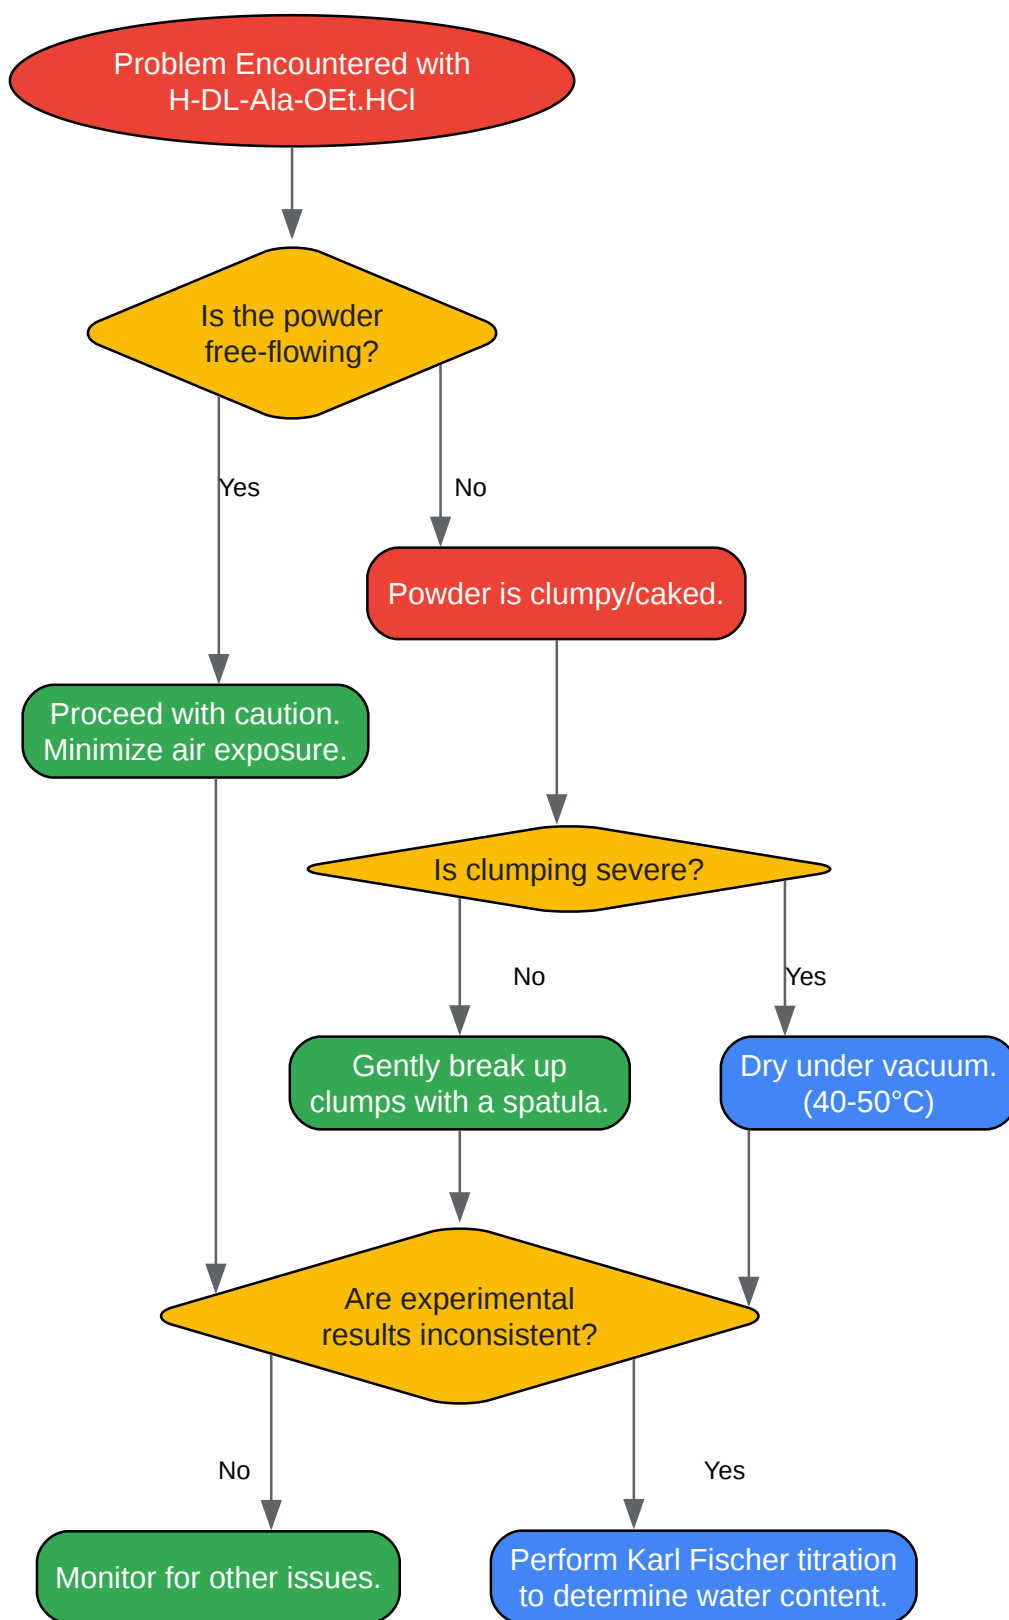 Problem Encountered with
H-DL-Ala-OEt.HCl
Is the powder
free-flowing?
Yes
No
Powder is clumpy/caked.
Proceed with caution.
Minimize air exposure.
Is clumping severe?
No
Yes
Gently break up
clumps with a spatula.
Dry under vacuum.
(40-50°C)
Are experimental
results inconsistent?
No
Yes
Monitor for other issues.
Perform Karl Fischer titration
to determine water content.